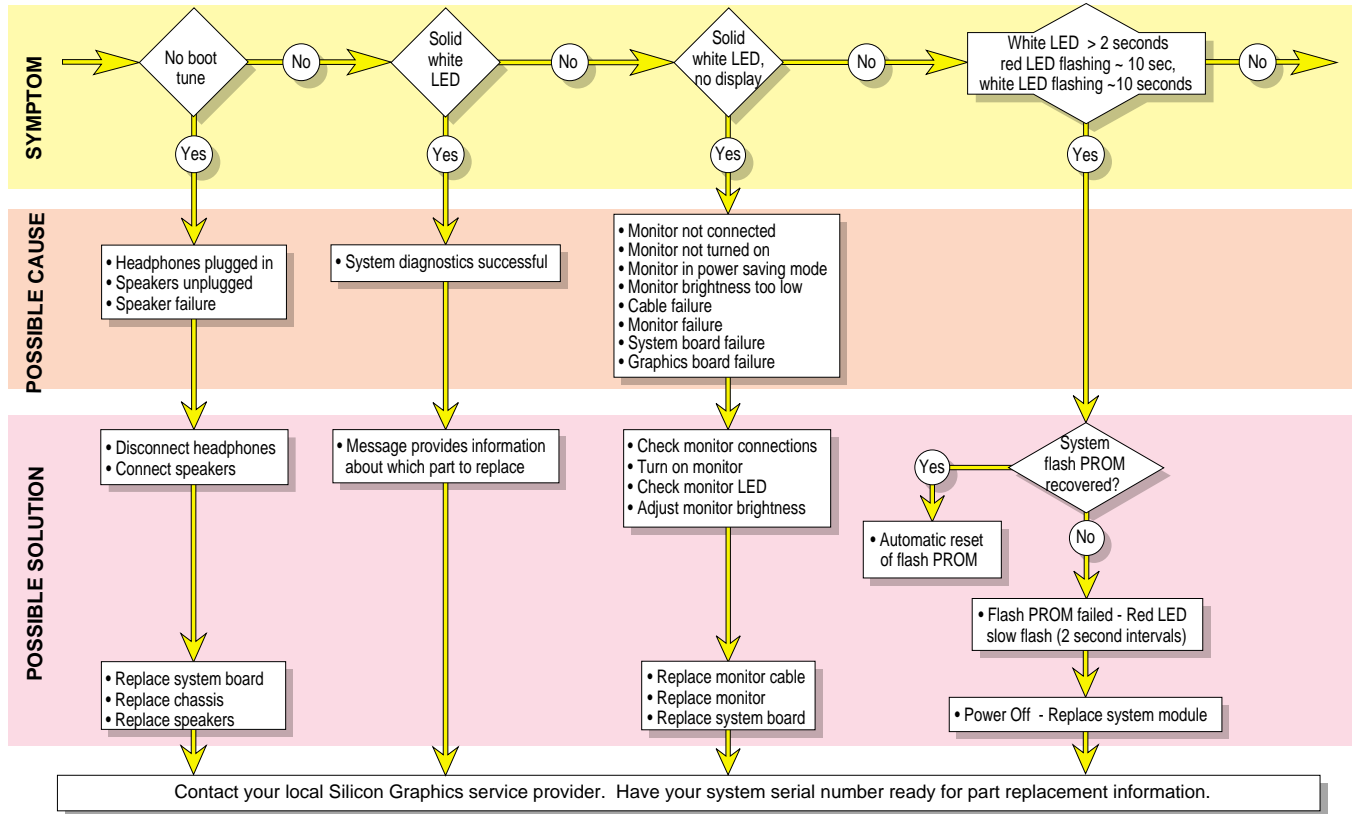 SYMPTOM
No boot
tune
No
Solid
white
LED
No
Solid
white LED,
no display
No
White LED > 2 seconds
red LED flashing ~ 10 sec,
white LED flashing ~10 seconds
No
Yes
Yes
Yes
Yes
POSSIBLE CAUSE
• Headphones plugged in
• Speakers unplugged
• Speaker failure
• System diagnostics successful
• Monitor not connected
• Monitor not turned on
• Monitor in power saving mode
• Monitor brightness too low
• Cable failure
• Monitor failure
• System board failure
• Graphics board failure
POSSIBLE SOLUTION
• Disconnect headphones
• Connect speakers
• Message provides information
about which part to replace
• Check monitor connections
• Turn on monitor
• Check monitor LED
• Adjust monitor brightness
System
flash PROM
recovered?
Yes
• Automatic reset
of flash PROM
No
• Flash PROM failed - Red LED
slow flash (2 second intervals)
• Replace system board
• Replace chassis
• Replace speakers
• Replace monitor cable
• Replace monitor
• Replace system board
• Power Off - Replace system module
Contact your local Silicon Graphics service provider. Have your system serial number ready for part replacement information.